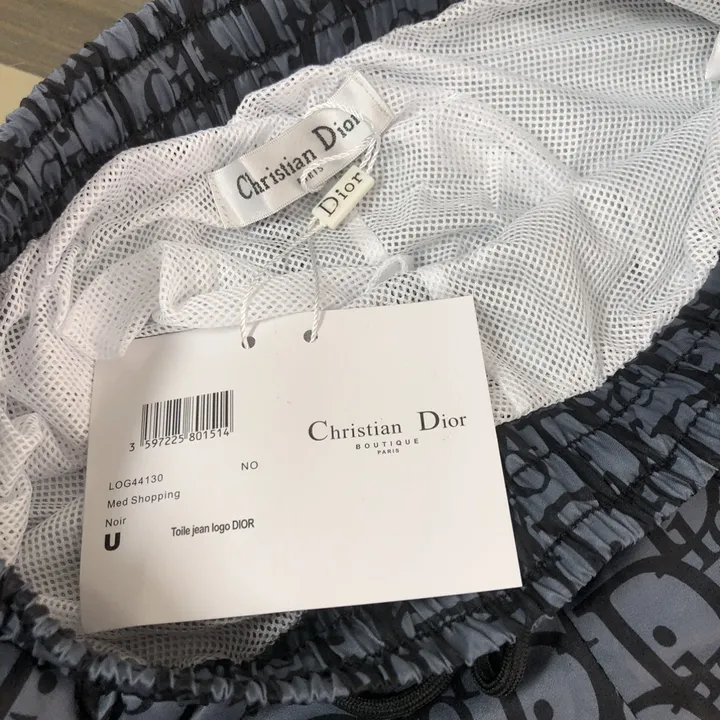 Christian Dior
PARIS
Dior
3 597225 801514
LOG44130
NO
Med Shopping
Noir
U
Toile jean logo DIOR
Christian Dior
BOUTIQUE
PARIS